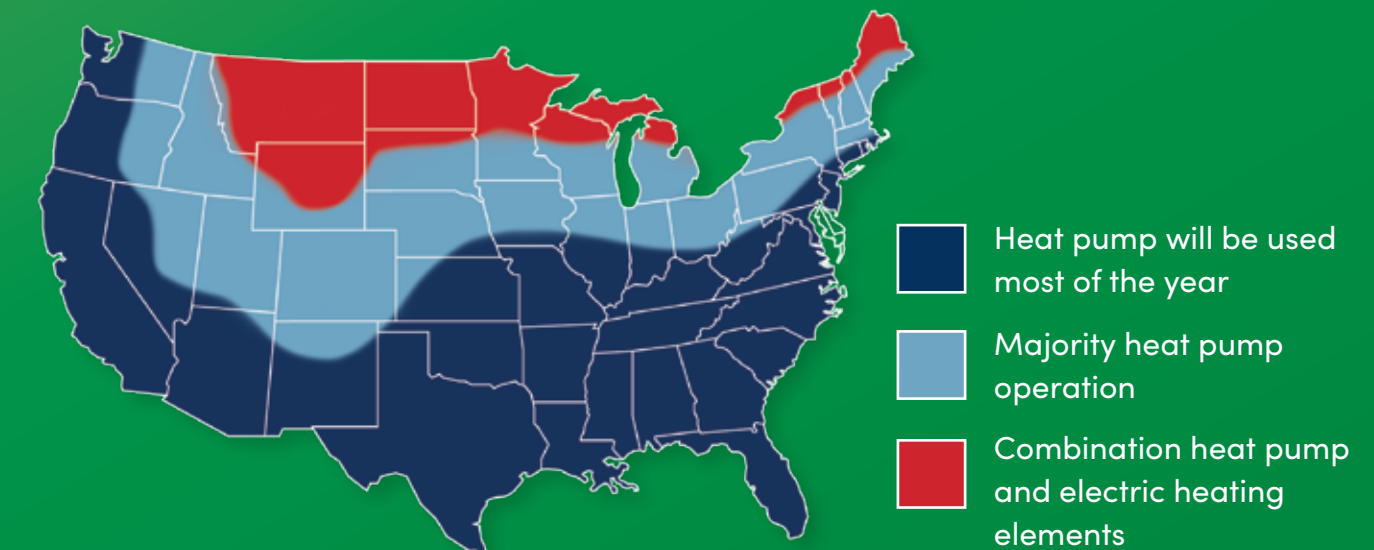 Heat pump will be used
most of the year
Majority heat pump
operation
Combination heat pump
and electric heating
elements